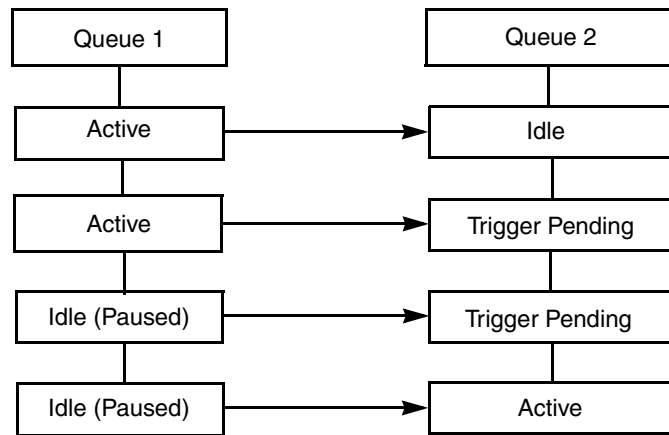 Queue 1
Queue 2
Active
Idle
Active
Trigger Pending
Idle (Paused)
Trigger Pending
Idle (Paused)
Active